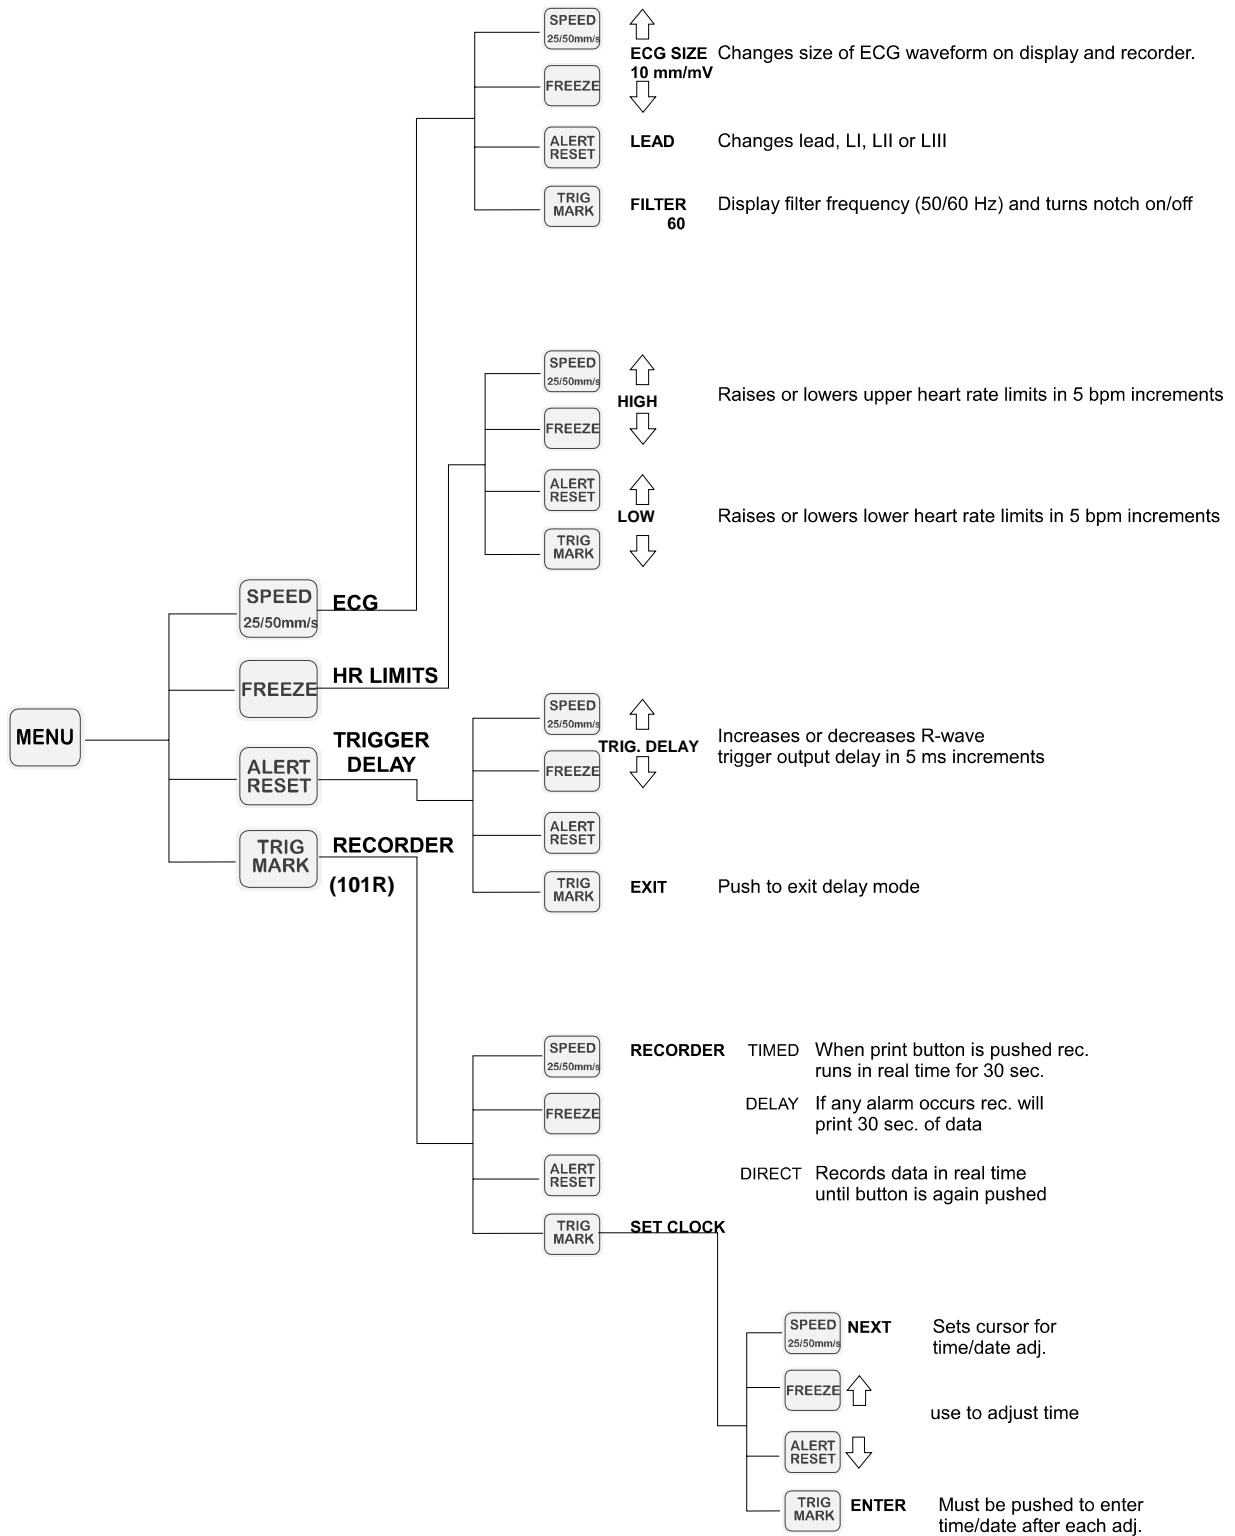 SPEED
25/50mm/s
ECG SIZE
10 mm/mV
Changes size of ECG waveform on display and recorder.
FREEZE
ALERT
RESET
LEAD
Changes lead, LI, LII or LIII
TRIG
MARK
FILTER
60
Display filter frequency (50/60 Hz) and turns notch on/off
SPEED
25/50mm/s
HIGH
Raises or lowers upper heart rate limits in 5 bpm increments
FREEZE
ALERT
RESET
LOW
Raises or lowers lower heart rate limits in 5 bpm increments
TRIG
MARK
MENU
SPEED
25/50mm/s
ECG
FREEZE
HR LIMITS
ALERT
RESET
TRIGGER
DELAY
TRIG
MARK
RECORDER
(101R)
SPEED
25/50mm/s
TRIG. DELAY
Increases or decreases R-wave
trigger output delay in 5 ms increments
FREEZE
ALERT
RESET
TRIG
MARK
EXIT
Push to exit delay mode
SPEED
25/50mm/s
RECORDER
TIMED
When print button is pushed rec.
runs in real time for 30 sec.
FREEZE
DELAY
If any alarm occurs rec. will
print 30 sec. of data
ALERT
RESET
DIRECT
Records data in real time
until button is again pushed
TRIG
MARK
SET CLOCK
SPEED
25/50mm/s
NEXT
Sets cursor for
time/date adj.
FREEZE
use to adjust time
ALERT
RESET
TRIG
MARK
ENTER
Must be pushed to enter
time/date after each adj.